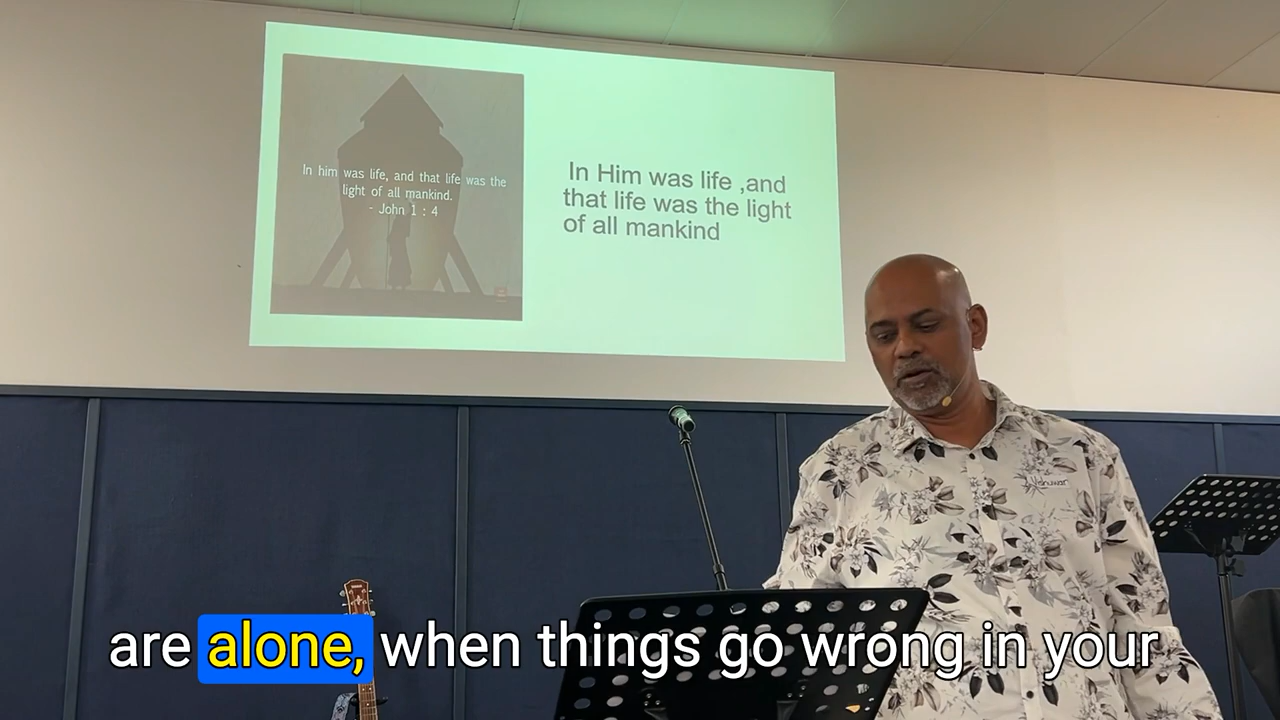 In him was life, and that life was the
light of all mankind.
- John 1 : 4
In Him was life ,and
that life was the light
of all mankind
are alone, when things go wrong in your